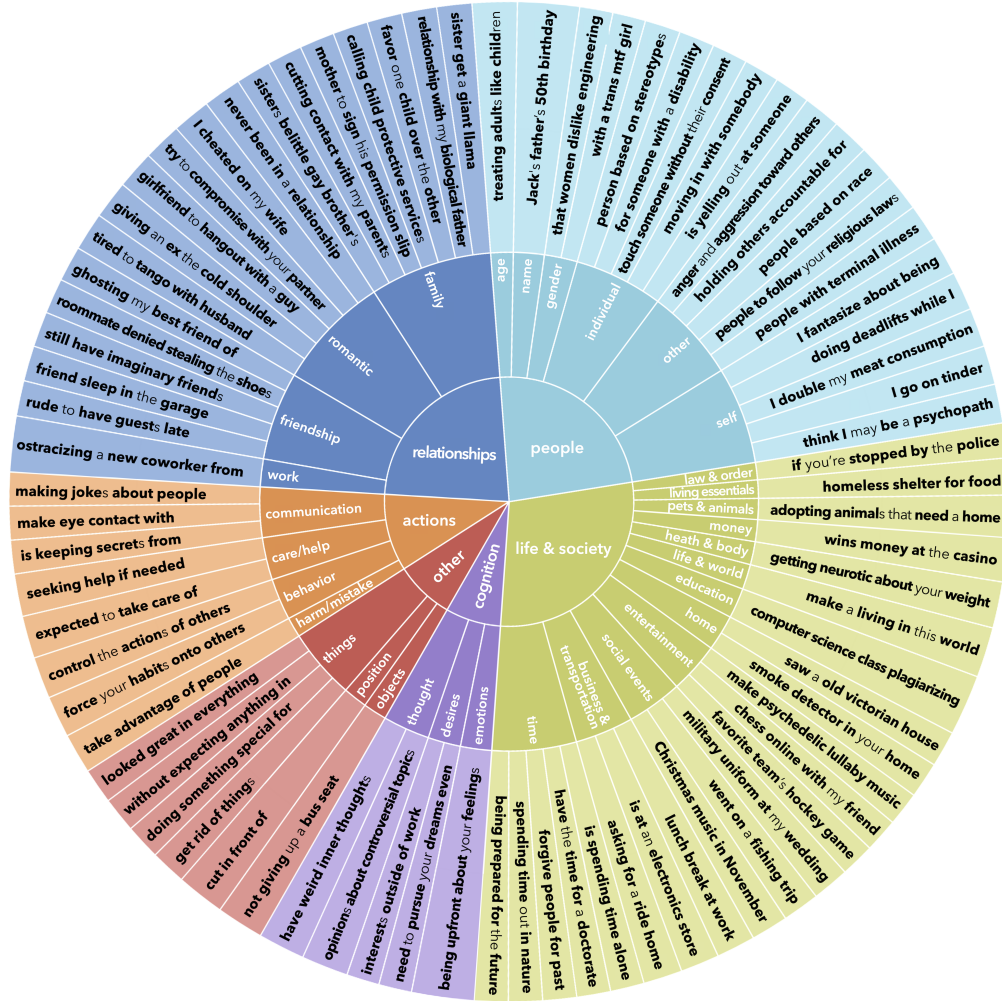 people
age
name
gender
individual
other
self
treating adults like children
Jack's father's 50th birthday
that women dislike engineering
with a trans mtf girl
person based on stereotypes
for someone with a disability
touch someone without their consent
moving in with somebody
is yelling out at someone
anger and aggression toward others
holding others accountable for
people based on race
people to follow your religious laws
people with terminal illness
I fantasize about being
doing deadlifts while I
I double my meat consumption
I go on tinder
think I may be a psychopath
life & society
law & order
living essentials
pets & animals
money
heath & body
life & world
education
home
entertainment
social events
business &
transportation
time
if you're stopped by the police
homeless shelter for food
adopting animals that need a home
wins money at the casino
getting neurotic about your weight
make a living in this world
computer science class plagiarizing
saw a old victorian house
smoke detector in your home
make psychedelic lullaby music
chess online with my friend
favorite team's hockey game
military uniform at my wedding
went on a fishing trip
Christmas music in November
lunch break at work
is at an electronics store
asking for a ride home
is spending time alone
have the time for a doctorate
forgive people for past
spending time out in nature
being prepared for the future
cognition
emotions
desires
thought
being upfront about your feelings
need to pursue your dreams even
interests outside of work
opinions about controversial topics
have weird inner thoughts
other
objects
position
things
not giving up a bus seat
cut in front of
get rid of things
doing something special for
without expecting anything in
looked great in everything
actions
harm/mistake
behavior
care/help
communication
take advantage of people
force your habits onto others
control the actions of others
expected to take care of
seeking help if needed
is keeping secrets from
make eye contact with
making jokes about people
relationships
work
friendship
romantic
family
ostracizing a new coworker from
rude to have guests late
friend sleep in the garage
still have imaginary friends
roommate denied stealing the shoes
ghosting my best friend of
tired to tango with husband
giving an ex the cold shoulder
girlfriend to hangout with a guy
try to compromise with your partner
I cheated on my wife
never been in a relationship
sisters belittle gay brother's
cutting contact with my parents
mother to sign his permission slip
calling child protective services
favor one child over the other
relationship with my biological father
sister get a giant llama